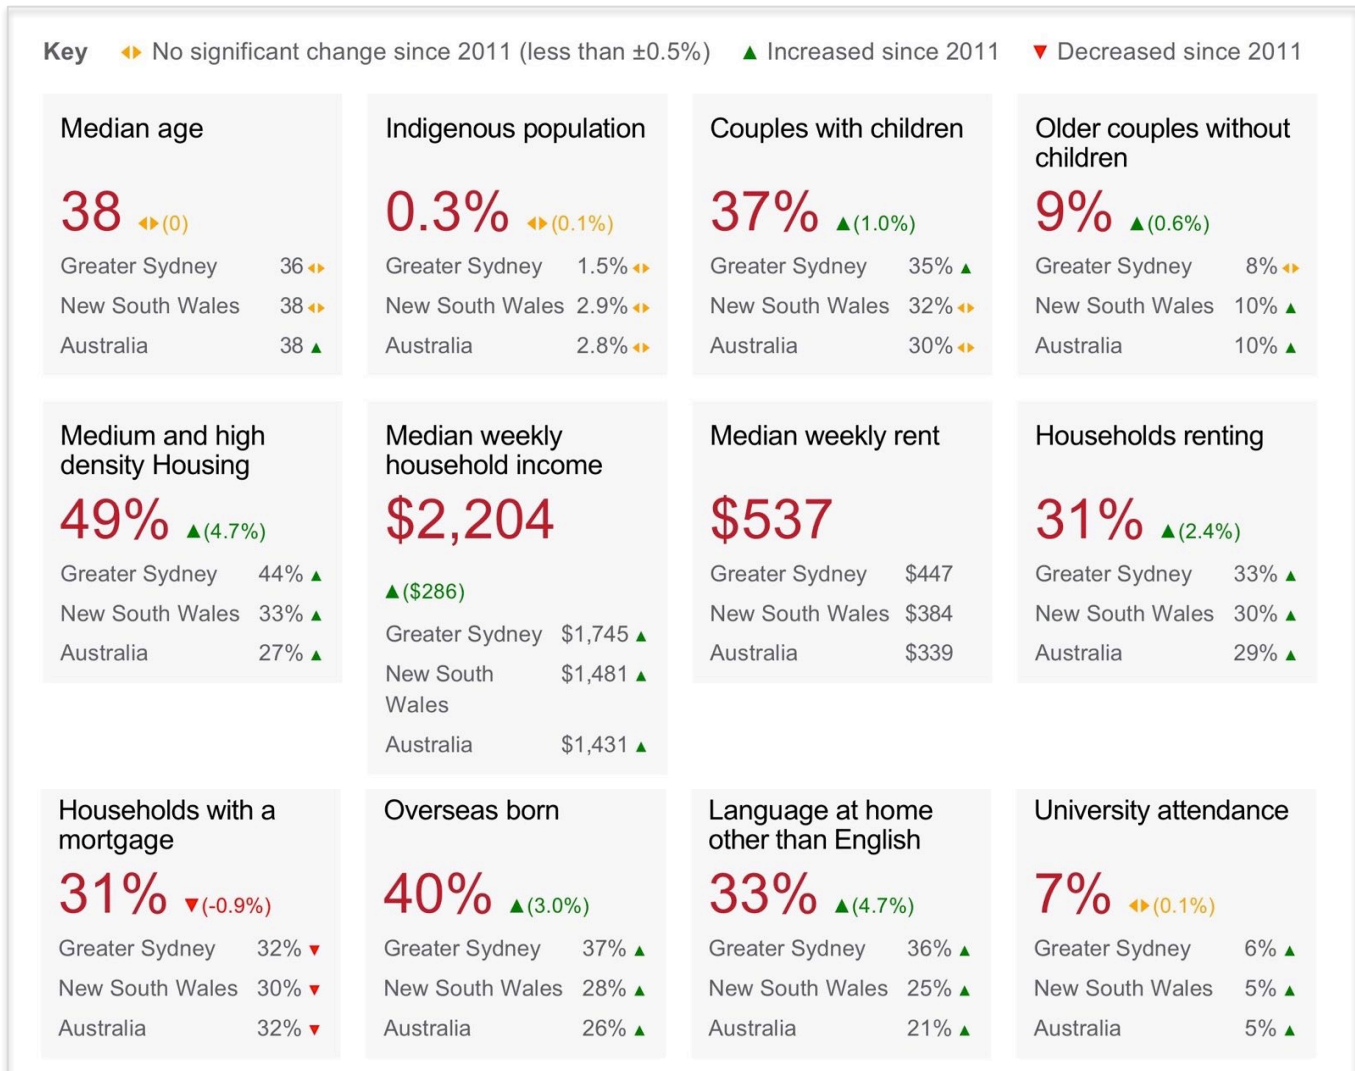 Key No significant change since 2011 (less than ±0.5%) Increased since 2011 Decreased since 2011
Median age
38 (0)
Greater Sydney 36
New South Wales 38
Australia 38
Indigenous population
0.3% (0.1%)
Greater Sydney 1.5%
New South Wales 2.9%
Australia 2.8%
Couples with children
37% (1.0%)
Greater Sydney 35%
New South Wales 32%
Australia 30%
Older couples without
children
9% (0.6%)
Greater Sydney 8%
New South Wales 10%
Australia 10%
Medium and high
density Housing
49% (4.7%)
Greater Sydney 44%
New South Wales 33%
Australia 27%
Median weekly
household income
$2,204
($286)
Greater Sydney $1,745
New South $1,481
Wales
Australia $1,431
Median weekly rent
$537
Greater Sydney $447
New South Wales $384
Australia $339
Households renting
31% (2.4%)
Greater Sydney 33%
New South Wales 30%
Australia 29%
Households with a
mortgage
31% (-0.9%)
Greater Sydney 32%
New South Wales 30%
Australia 32%
Overseas born
40% (3.0%)
Greater Sydney 37%
New South Wales 28%
Australia 26%
Language at home
other than English
33% (4.7%)
Greater Sydney 36%
New South Wales 25%
Australia 21%
University attendance
7% (0.1%)
Greater Sydney 6%
New South Wales 5%
Australia 5%